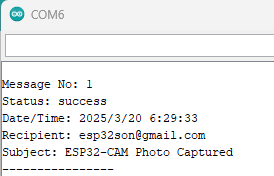 COM6
Message No: 1
Status: success
Date/Time: 2025/3/20 6:29:33
Recipient: esp32son@gmail.com
Subject: ESP32-CAM Photo Captured
----------------